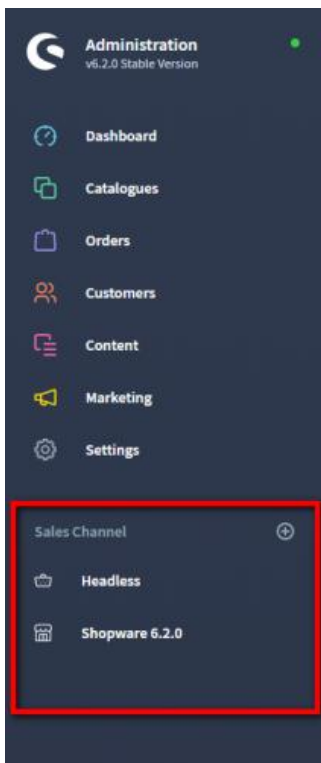 Administration
v6.2.0 Stable Version
Dashboard
Catalogues
Orders
Customers
Content
Marketing
Settings
Sales Channel
Headless
Shopware 6.2.0